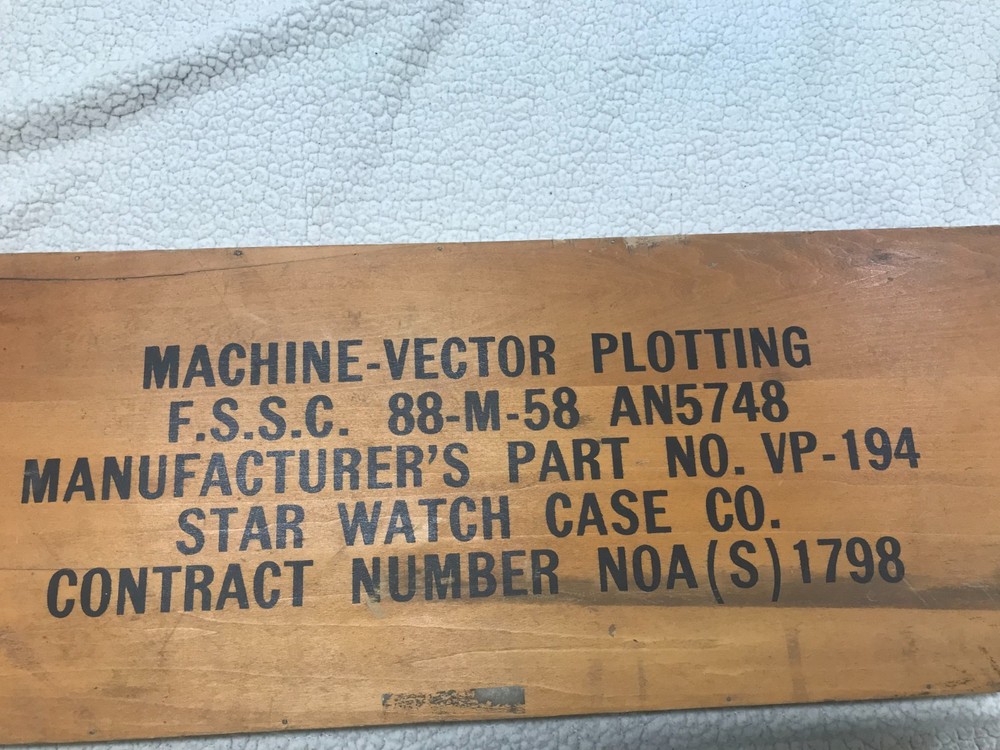 MACHINE-VECTOR PLOTTING
F.S.S.C. 88-M-58 AN5748
MANUFACTURER'S PART NO. VP-194
STAR WATCH CASE CO.
CONTRACT NUMBER NOA(S)1798